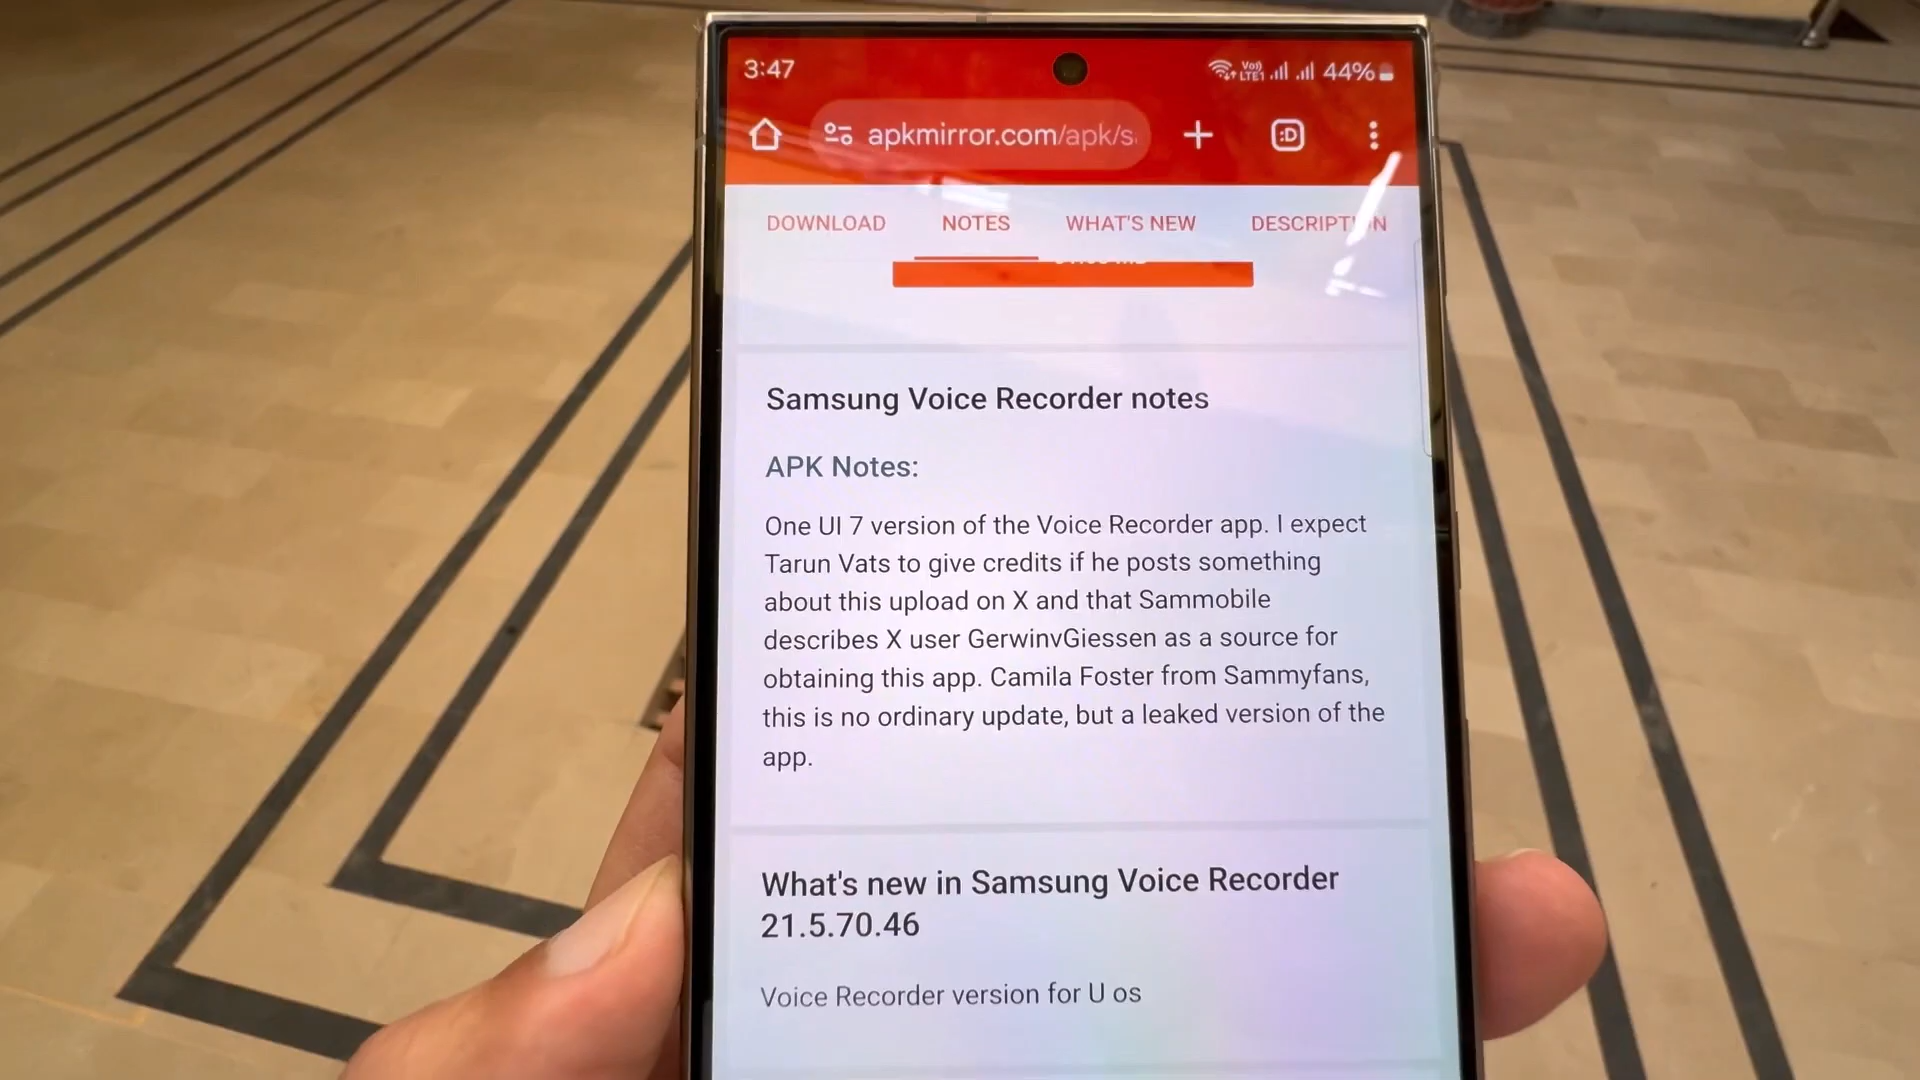 3:47
Vo)) LTE1 44%
apkmirror.com/apk/s
:D
DOWNLOAD NOTES WHAT'S NEW DESCRIPT N
Samsung Voice Recorder notes
APK Notes:
One UI 7 version of the Voice Recorder app. I expect
Tarun Vats to give credits if he posts something
about this upload on X and that Sammobile
describes X user GerwinvGiessen as a source for
obtaining this app. Camila Foster from Sammyfans,
this is no ordinary update, but a leaked version of the
app.
What's new in Samsung Voice Recorder
21.5.70.46
Voice Recorder version for U os